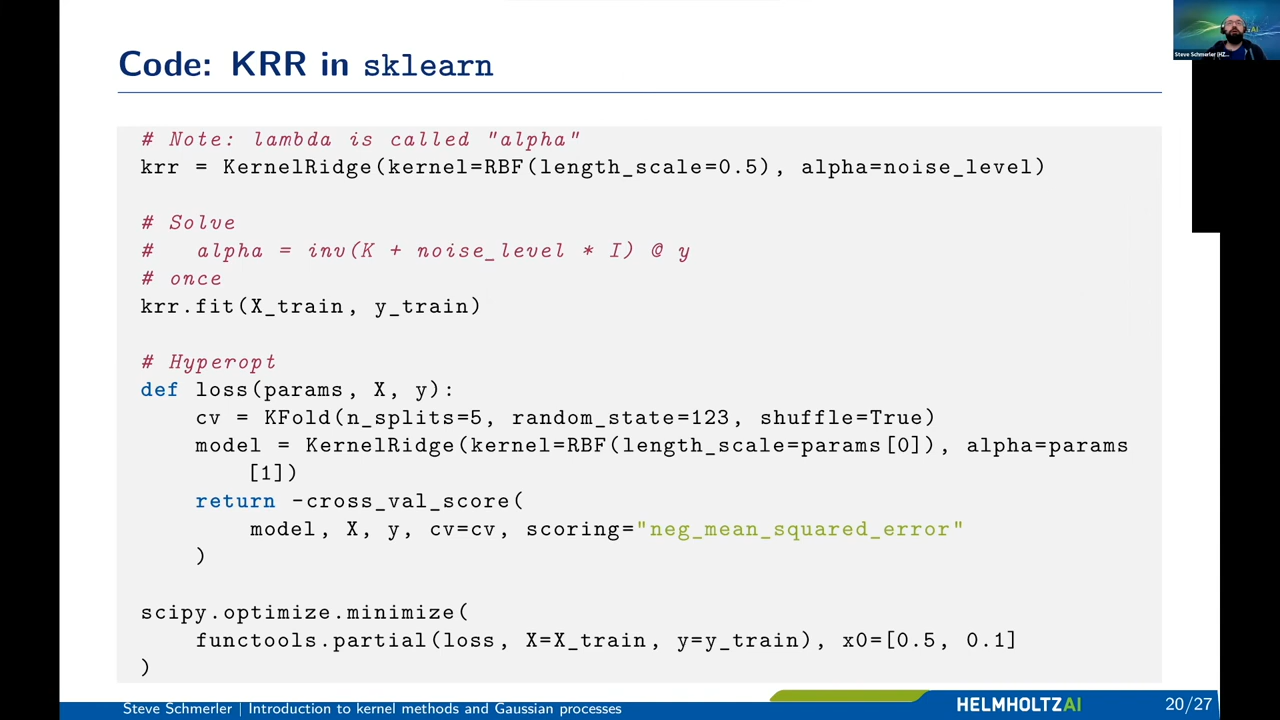 Code: KRR in sklearn
Steve Schmerler (HZ...
# Note: lambda is called "alpha"
krr = KernelRidge(kernel=RBF(length_scale=0.5), alpha=noise_level)
# Solve
#   alpha = inv(K + noise_level * I) @ y
# once
krr.fit(X_train, y_train)
# Hyperopt
def loss(params, X, y):
    cv = KFold(n_splits=5, random_state=123, shuffle=True)
    model = KernelRidge(kernel=RBF(length_scale=params[0]), alpha=params
        [1])
    return -cross_val_score(
        model, X, y, cv=cv, scoring="neg_mean_squared_error"
    )
scipy.optimize.minimize(
    functools.partial(loss, X=X_train, y=y_train), x0=[0.5, 0.1]
)
Steve Schmerler | Introduction to kernel methods and Gaussian processes
HELMHOLTZAI
20/27